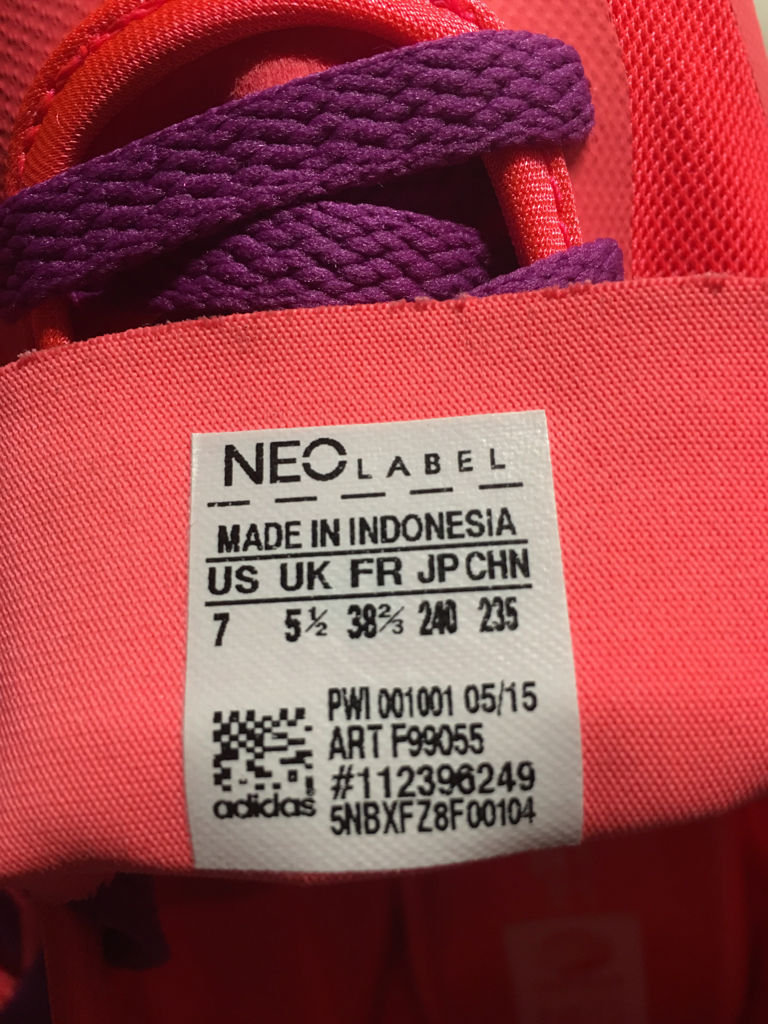 NEO LABEL
MADE IN INDONESIA
US UK FR JP CHN
7 5½ 38⅔ 240 235
PWI 001001 05/15
ART F99055
#112396249
adidas
5NBXFZ8F00104